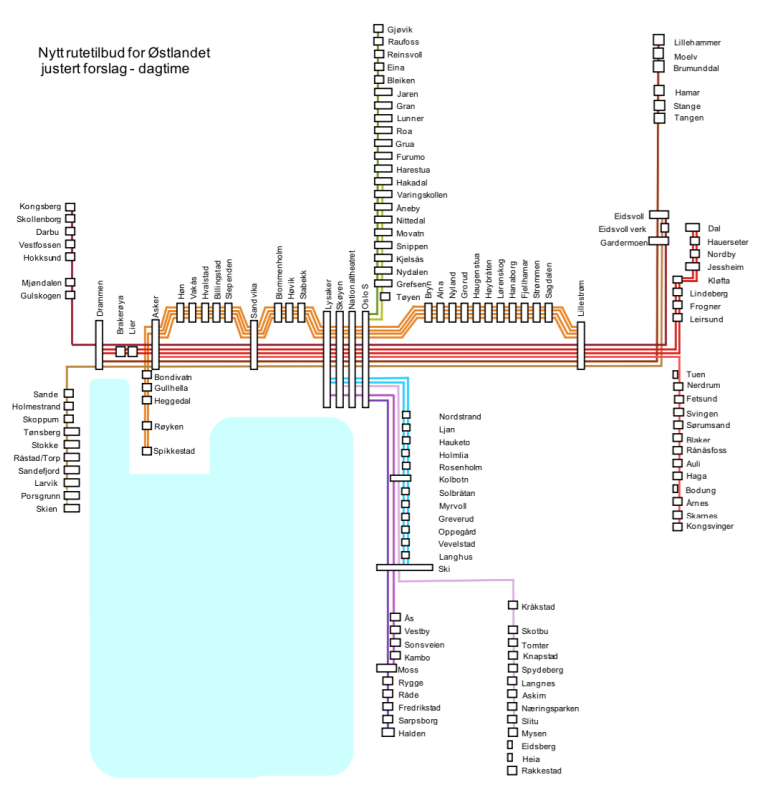 Nytt rutetilbud for Østlandet
justert forslag - dagtime
Gjøvik
Raufoss
Reinsvoll
Eina
Bleiken
Jaren
Gran
Lunner
Roa
Grua
Furumo
Harestua
Hakadal
Varingskollen
Åneby
Nittedal
Movatn
Snippen
Kjelsås
Nydalen
Grefsen
Tøyen
Lillehammer
Moelv
Brumunddal
Hamar
Stange
Tangen
Eidsvoll
Eidsvoll verk
Gardermoen
Dal
Hauerseter
Nordby
Jessheim
Kløfta
Lindeberg
Frogner
Leirsund
Kongsberg
Skollenborg
Darbu
Vestfossen
Hokksund
Mjøndalen
Gulskogen
Drammen
Brakerøya
Lier
Asker
Høn
Vakås
Hvalstad
Billingstad
Slependen
Sandvika
Blommenholm
Høvik
Stabekk
Lysaker
Skøyen
Nationaltheatret
Oslo S
Bryn
Alna
Nyland
Grorud
Haugenstua
Høybråten
Lørenskog
Hanaborg
Fjellhamar
Strømmen
Sagdalen
Lillestrøm
Bondivatn
Gullhella
Heggedal
Røyken
Spikkestad
Sande
Holmestrand
Skoppum
Tønsberg
Stokke
Råstad/Torp
Sandefjord
Larvik
Porsgrunn
Skien
Nordstrand
Ljan
Hauketo
Holmlia
Rosenholm
Kolbotn
Solbråtan
Myrvoll
Greverud
Oppegård
Vevelstad
Langhus
Ski
Tuen
Nerdrum
Fetsund
Svingen
Sørumsand
Blaker
Rånåsfoss
Auli
Haga
Bodung
Årnes
Skarnes
Kongsvinger
Ås
Vestby
Sonsveien
Kambo
Moss
Rygge
Råde
Fredrikstad
Sarpsborg
Halden
Kråkstad
Skotbu
Tomter
Knapstad
Spydeberg
Langnes
Askim
Næringsparken
Slitu
Mysen
Eidsberg
Heia
Rakkestad